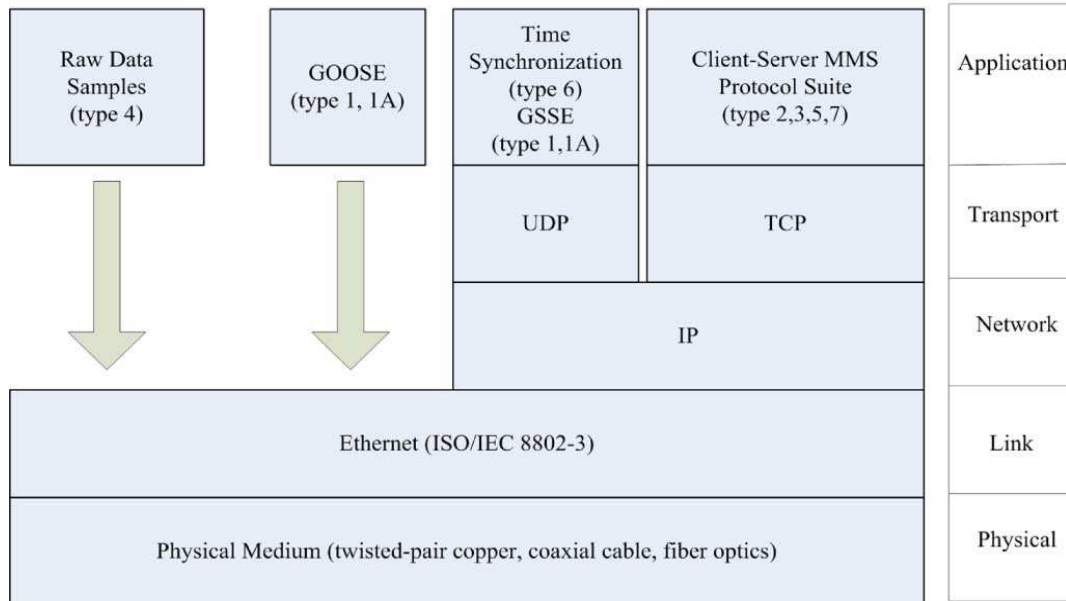 Raw Data
Samples
(type 4)
GOOSE
(type 1, 1A)
Time
Synchronization
(type 6)
GSSE
(type 1,1A)
Client-Server MMS
Protocol Suite
(type 2,3,5,7)
Application
UDP
TCP
Transport
IP
Network
Ethernet (ISO/IEC 8802-3)
Link
Physical Medium (twisted-pair copper, coaxial cable, fiber optics)
Physical